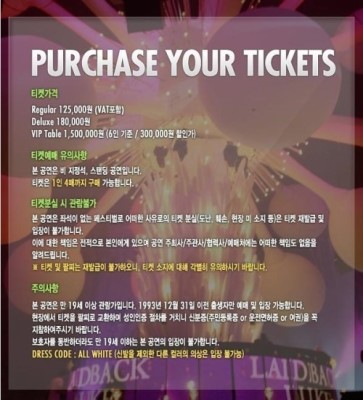 PURCHASE YOUR TICKETS
티켓가격
Regular 125,000원 (VAT포함)
Deluxe 180,000원
VIP Table 1,500,000원 (6인 기준 / 300,000원 할인가)
티켓예매 유의사항
본 공연은 비 지정석, 스탠딩 공연입니다.
티켓은 1인 4매까지 구매 가능합니다.
티켓분실 시 관람불가
본 공연은 좌석이 없는 페스티벌로 어떠한 사유로의 티켓 분실(도난, 훼손, 현장 미 소지 등)은 티켓 재발급 및
입장이 불가합니다.
이에 대한 책임은 전적으로 본인에게 있으며 공연 주최사/주관사/협력사/예매처에는 어떠한 책임도 없음을
알려드립니다.
※ 티켓 및 팔찌는 재발급이 불가하오니, 티켓 소지에 대해 각별히 유의하시기 바랍니다.
주의사항
본 공연은 만 19세 이상 관람가입니다. 1993년 12월 31일 이전 출생자만 예매 및 입장 가능합니다.
현장에서 티켓을 팔찌로 교환하여 성인인증 절차를 거치니 신분증(주민등록증 or 운전면허증 or 여권)을 꼭
지참하여주시기 바랍니다.
보호자를 동반하더라도 만 19세 이하는 본 공연의 입장이 불가합니다.
DRESS CODE : ALL WHITE (신발을 제외한 다른 컬러의 의상은 입장 불가능)
LAIDBACK
LUKE
LAIDBACK